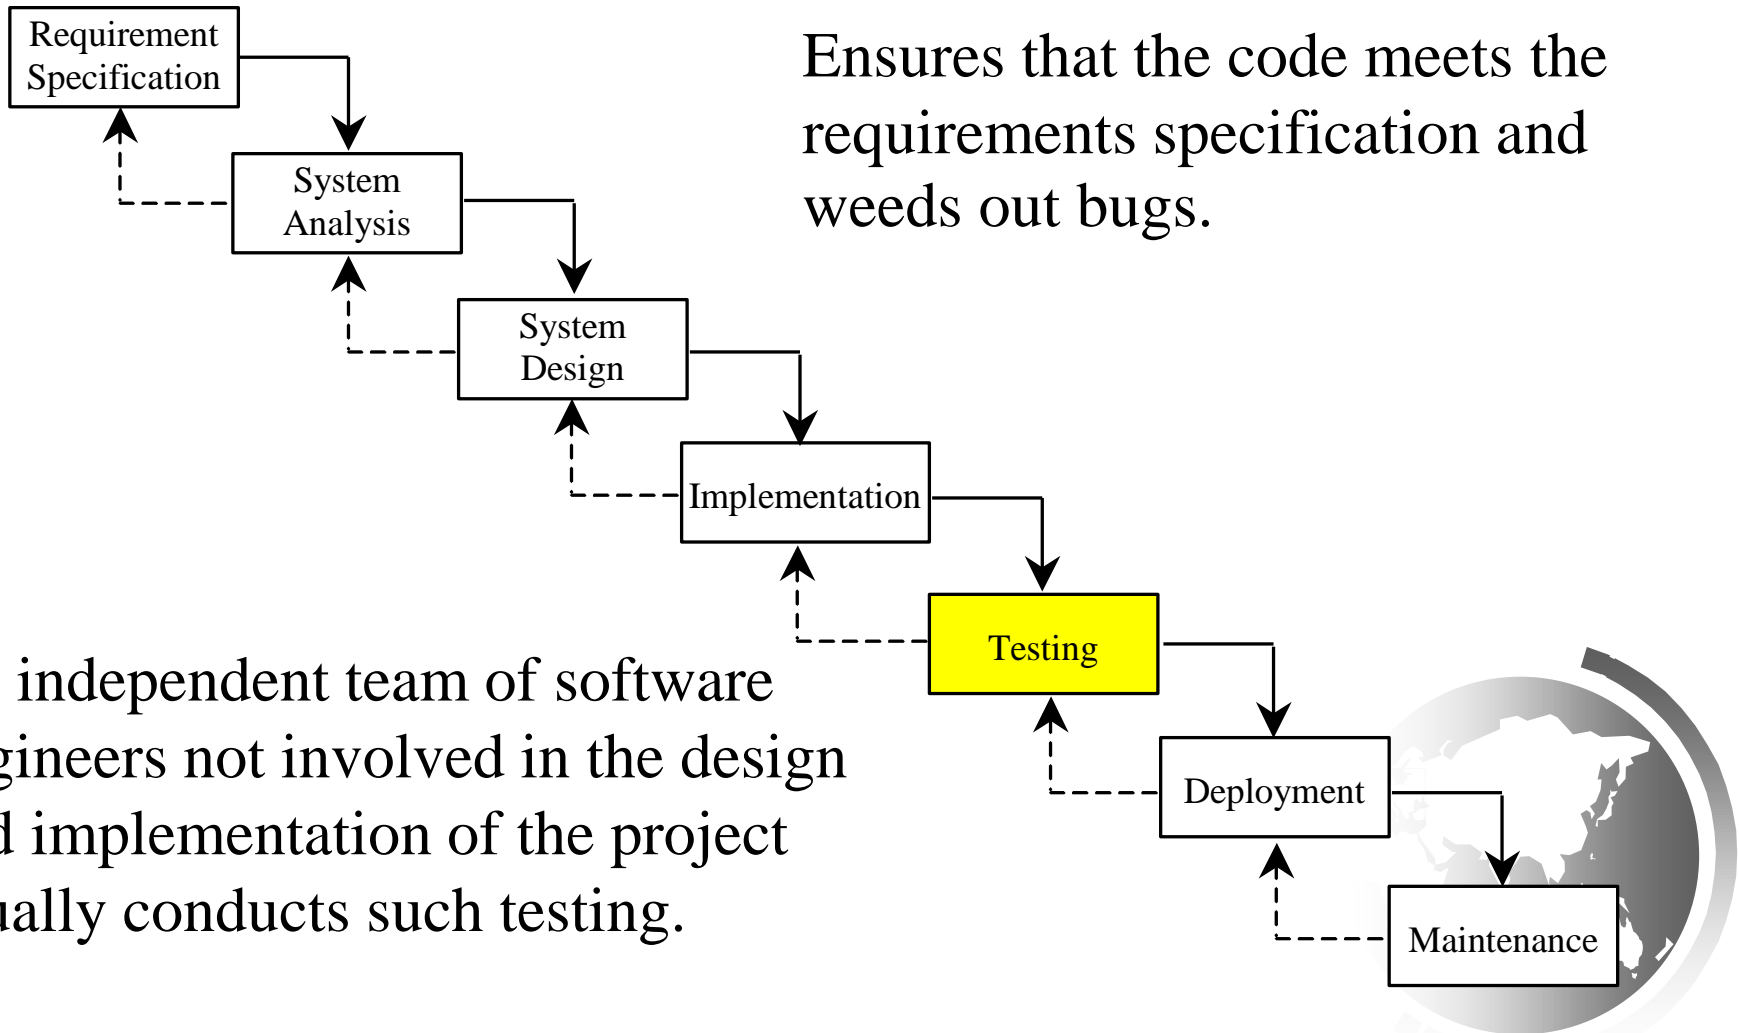 Requirement
Specification
Ensures that the code meets the
requirements specification and
weeds out bugs.
System
Analysis
System
Design
Implementation
Testing
independent team of software
gineers not involved in the design
d implementation of the project
ually conducts such testing.
Deployment
Maintenance